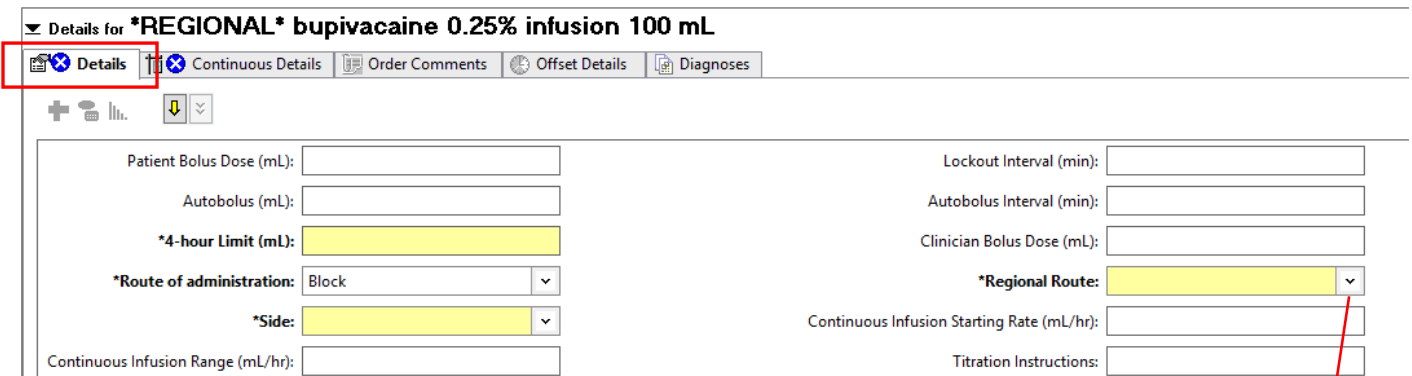 Details for *REGIONAL* bupivacaine 0.25% infusion 100 mL
Details Continuous Details Order Comments Offset Details Diagnoses
Patient Bolus Dose (mL): Lockout Interval (min):
Autobolus (mL): Autobolus Interval (min):
*4-hour Limit (mL): Clinician Bolus Dose (mL):
*Route of administration: Block *Regional Route:
*Side: Continuous Infusion Starting Rate (mL/hr):
Continuous Infusion Range (mL/hr): Titration Instructions: